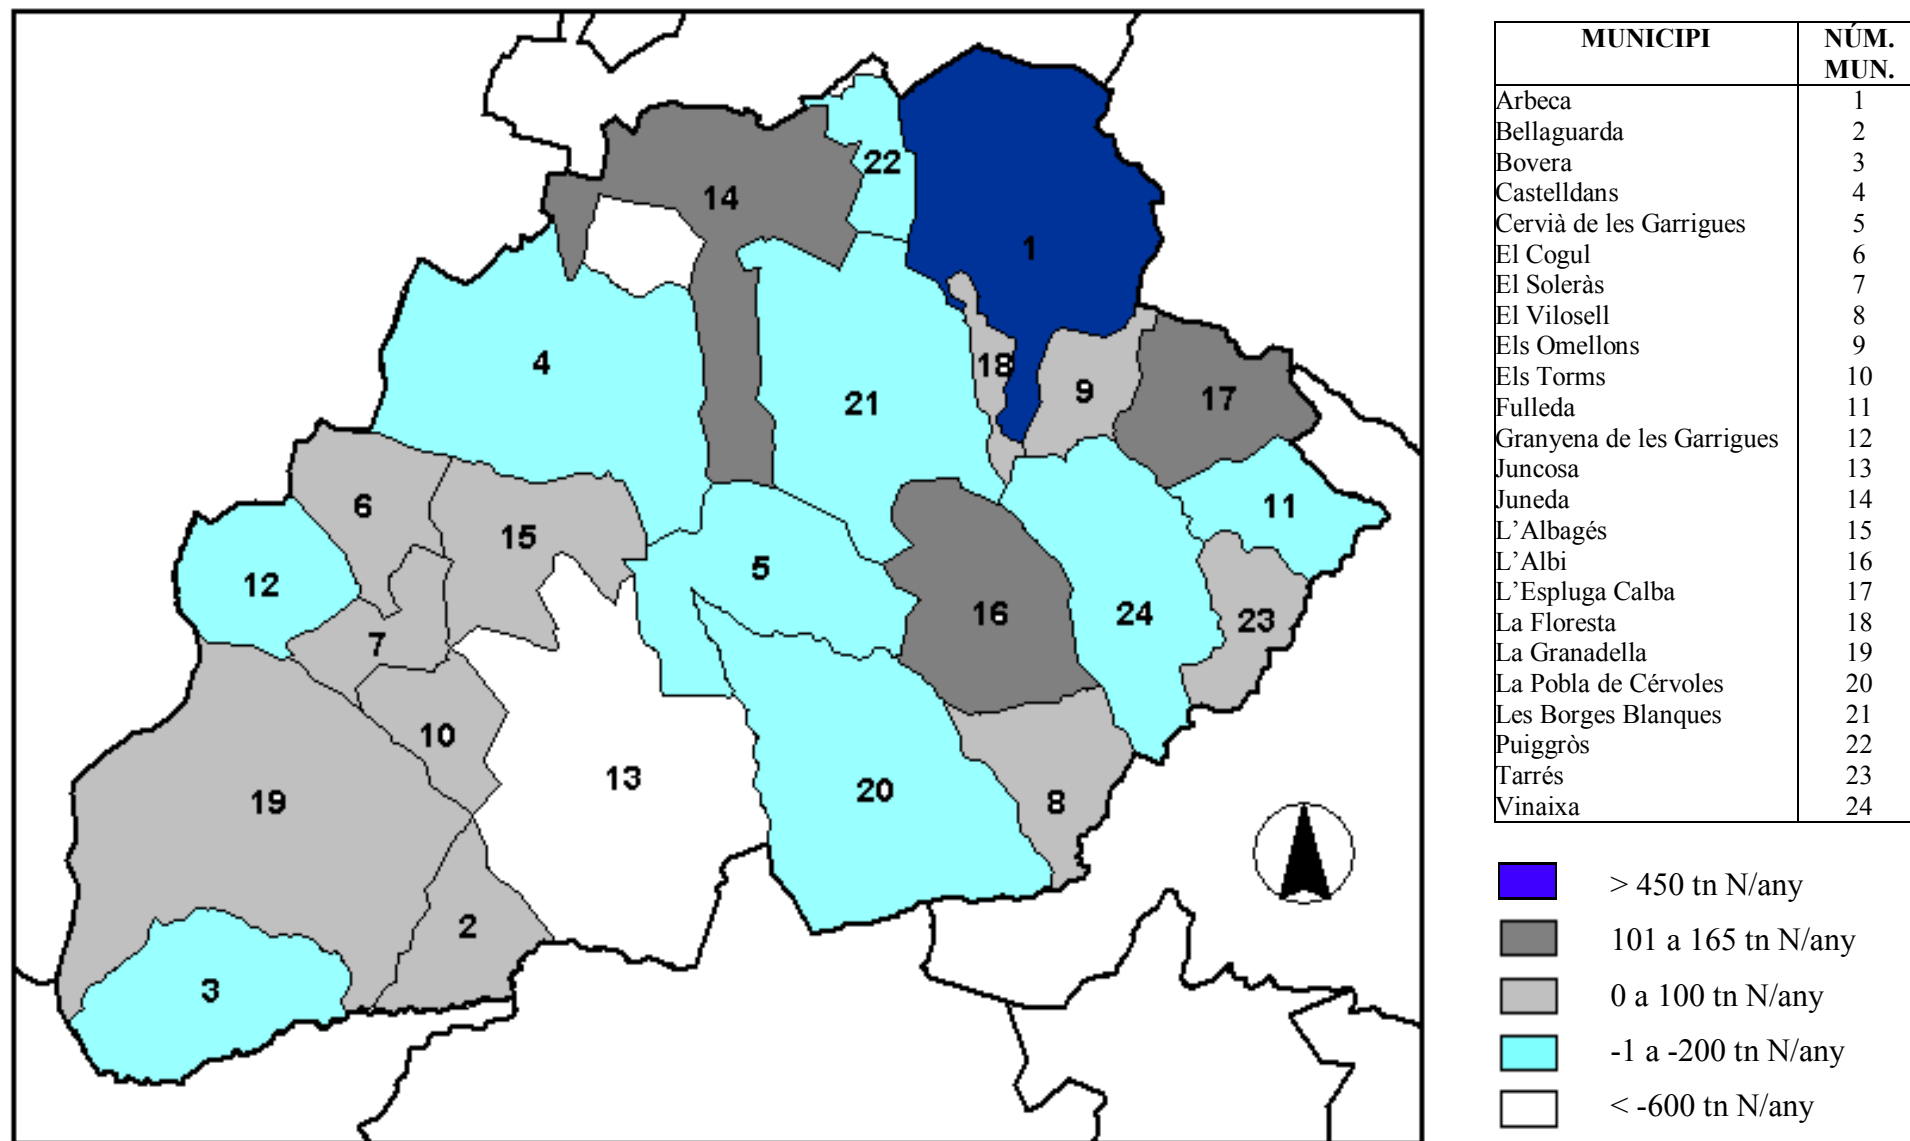 22
14
1
4
18
9
17
21
6
11
15
12
5
16
24
23
7
10
13
19
20
8
2
3
MUNICIPI NÚM. MUN.
Arbeca 1
Bellaguarda 2
Bovera 3
Castelldans 4
Cervià de les Garrigues 5
El Cogul 6
El Soleràs 7
El Vilosell 8
Els Omellons 9
Els Torms 10
Fulleda 11
Granyena de les Garrigues 12
Juncosa 13
Juneda 14
L'Albagés 15
L'Albi 16
L'Espluga Calba 17
La Floresta 18
La Granadella 19
La Pobla de Cérvoles 20
Les Borges Blanques 21
Puiggròs 22
Tarrés 23
Vinaixa 24
> 450 tn N/any
101 a 165 tn N/any
0 a 100 tn N/any
-1 a -200 tn N/any
< -600 tn N/any